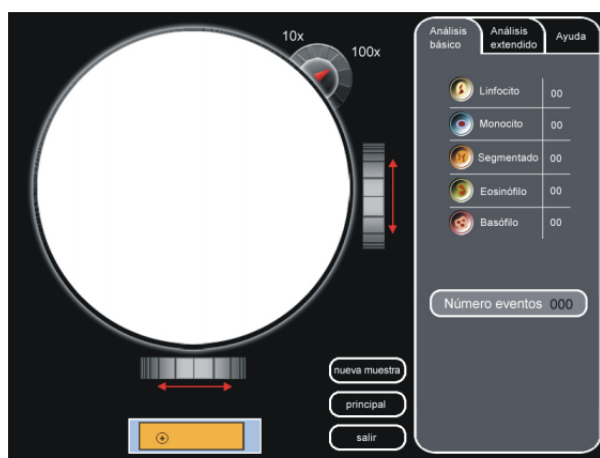 10x
100x
Análisis básico
Análisis extendido
Ayuda
Linfocito 00
Monocito 00
Segmentado 00
Eosinófilo 00
Basófilo 00
Número eventos 000
nueva muestra
principal
salir